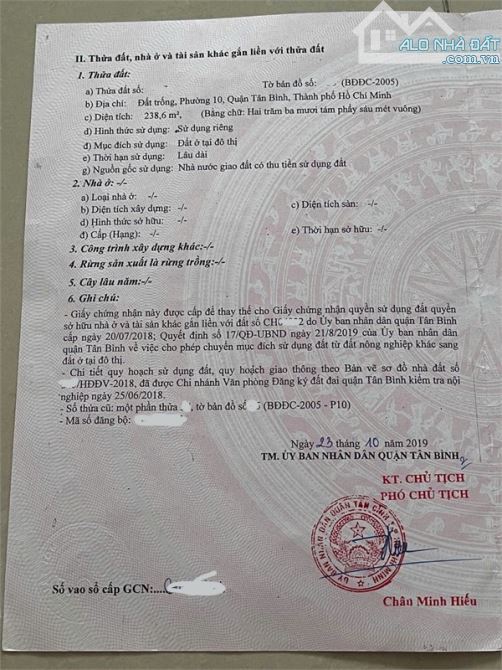 ALO NHÀ ĐẤT
Alonhadat.com.vn
II. Thửa đất, nhà ở và tài sản khác gắn liền với thửa đất
1. Thửa đất:
a) Thửa đất số: Tờ bản đồ số: (BĐĐC-2005)
b) Địa chỉ: Đất trống, Phường 10, Quận Tân Bình, Thành phố Hồ Chí Minh
c) Diện tích: 238,6 m², (Bằng chữ: Hai trăm ba mươi tám phẩy sáu mét vuông)
d) Hình thức sử dụng: Sử dụng riêng
đ) Mục đích sử dụng: Đất ở tại đô thị
e) Thời hạn sử dụng: Lâu dài
g) Nguồn gốc sử dụng: Nhà nước giao đất có thu tiền sử dụng đất
2. Nhà ở: -/-
a) Loại nhà ở: -/-
b) Diện tích xây dựng: -/- c) Diện tích sàn: -/-
d) Hình thức sở hữu: -/-
đ) Cấp (Hạng): -/- e) Thời hạn sở hữu: -/-
3. Công trình xây dựng khác:-/-
4. Rừng sản xuất là rừng trồng:-/-
5. Cây lâu năm:-/-
6. Ghi chú:
- Giấy chứng nhận này được cấp để thay thế cho Giấy chứng nhận quyền sử dụng đất quyền
sở hữu nhà ở và tài sản khác gắn liền với đất số CH do Ủy ban nhân dân quận Tân Bình
cấp ngày 20/07/2018; Quyết định số 17/QĐ-UBND ngày 21/8/2019 của Ủy ban nhân dân
quận Tân Bình về việc cho phép chuyển mục đích sử dụng đất từ đất nông nghiệp khác sang
đất ở tại đô thị.
- Chi tiết quy hoạch sử dụng đất, quy hoạch giao thông theo Bản vẽ sơ đồ nhà đất số
/HĐĐV-2018, đã được Chi nhánh Văn phòng Đăng ký đất đai quận Tân Bình kiểm tra nội
nghiệp ngày 25/06/2018.
- Số thửa cũ: một phần thửa , tờ bản đồ số (BĐĐC-2005 - P10)
- Mã số đăng bộ:
Ngày 23 tháng 10 năm 2019
TM. ỦY BAN NHÂN DÂN QUẬN TÂN BÌNH
KT. CHỦ TỊCH
PHÓ CHỦ TỊCH
ỦY BAN NHÂN DÂN QUẬN TÂN BÌNH
Số vào sổ cấp GCN:....
Châu Minh Hiếu